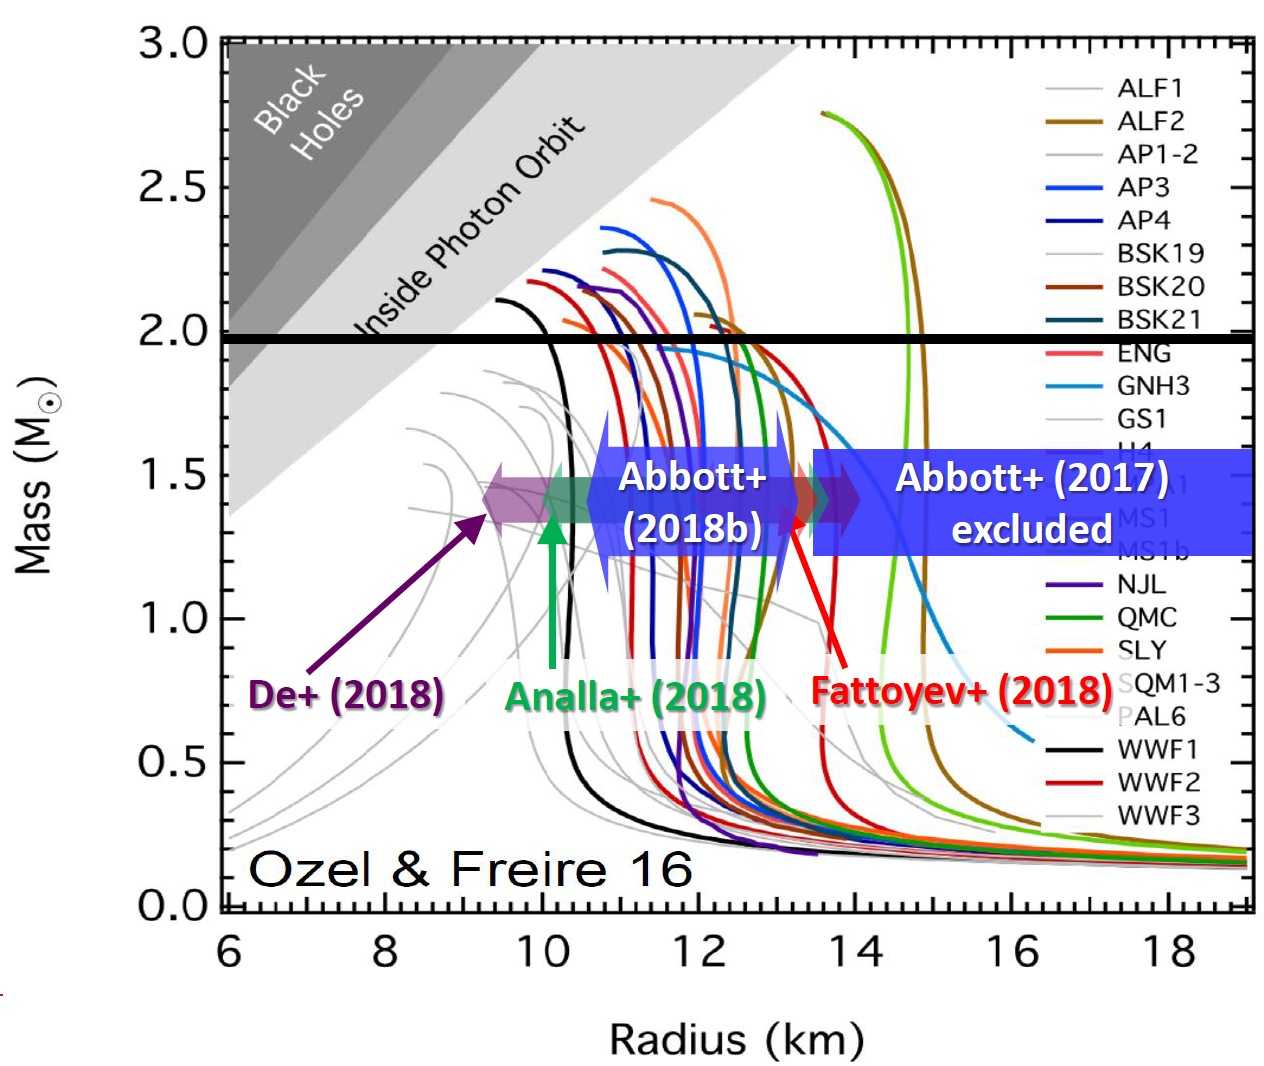 3.0
2.5
2.0
1.5
1.0
0.5
0.0
Mass (M☉)
Black
Holes
Inside Photon Orbit
ALF1
ALF2
AP1-2
AP3
AP4
BSK19
BSK20
BSK21
ENG
GNH3
GS1
H4
MS1
MS1b
NJL
QMC
SLY
SQM1-3
PAL6
WWF1
WWF2
WWF3
Abbott+
(2018b)
Abbott+ (2017)
excluded
De+ (2018)
Analla+ (2018)
Fattoyev+ (2018)
Ozel & Freire 16
6 8 10 12 14 16 18
Radius (km)